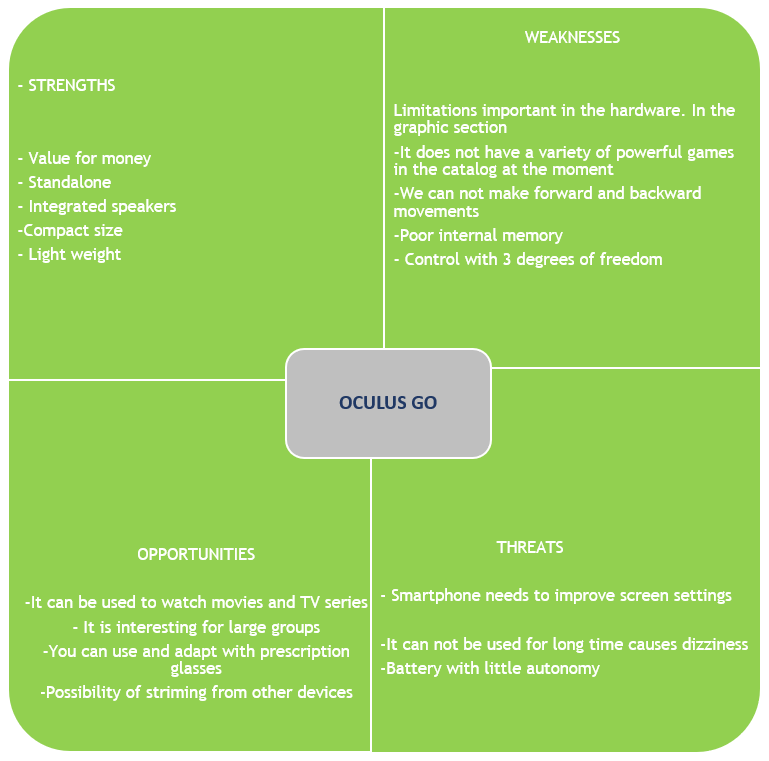 - STRENGTHS
- Value for money
- Standalone
- Integrated speakers
-Compact size
- Light weight
WEAKNESSES
Limitations important in the hardware. In the
graphic section
-It does not have a variety of powerful games
in the catalog at the moment
-We can not make forward and backward
movements
-Poor internal memory
- Control with 3 degrees of freedom
OCULUS GO
OPPORTUNITIES
-It can be used to watch movies and TV series
- It is interesting for large groups
-You can use and adapt with prescription
glasses
-Possibility of striming from other devices
THREATS
- Smartphone needs to improve screen settings
-It can not be used for long time causes dizziness
-Battery with little autonomy